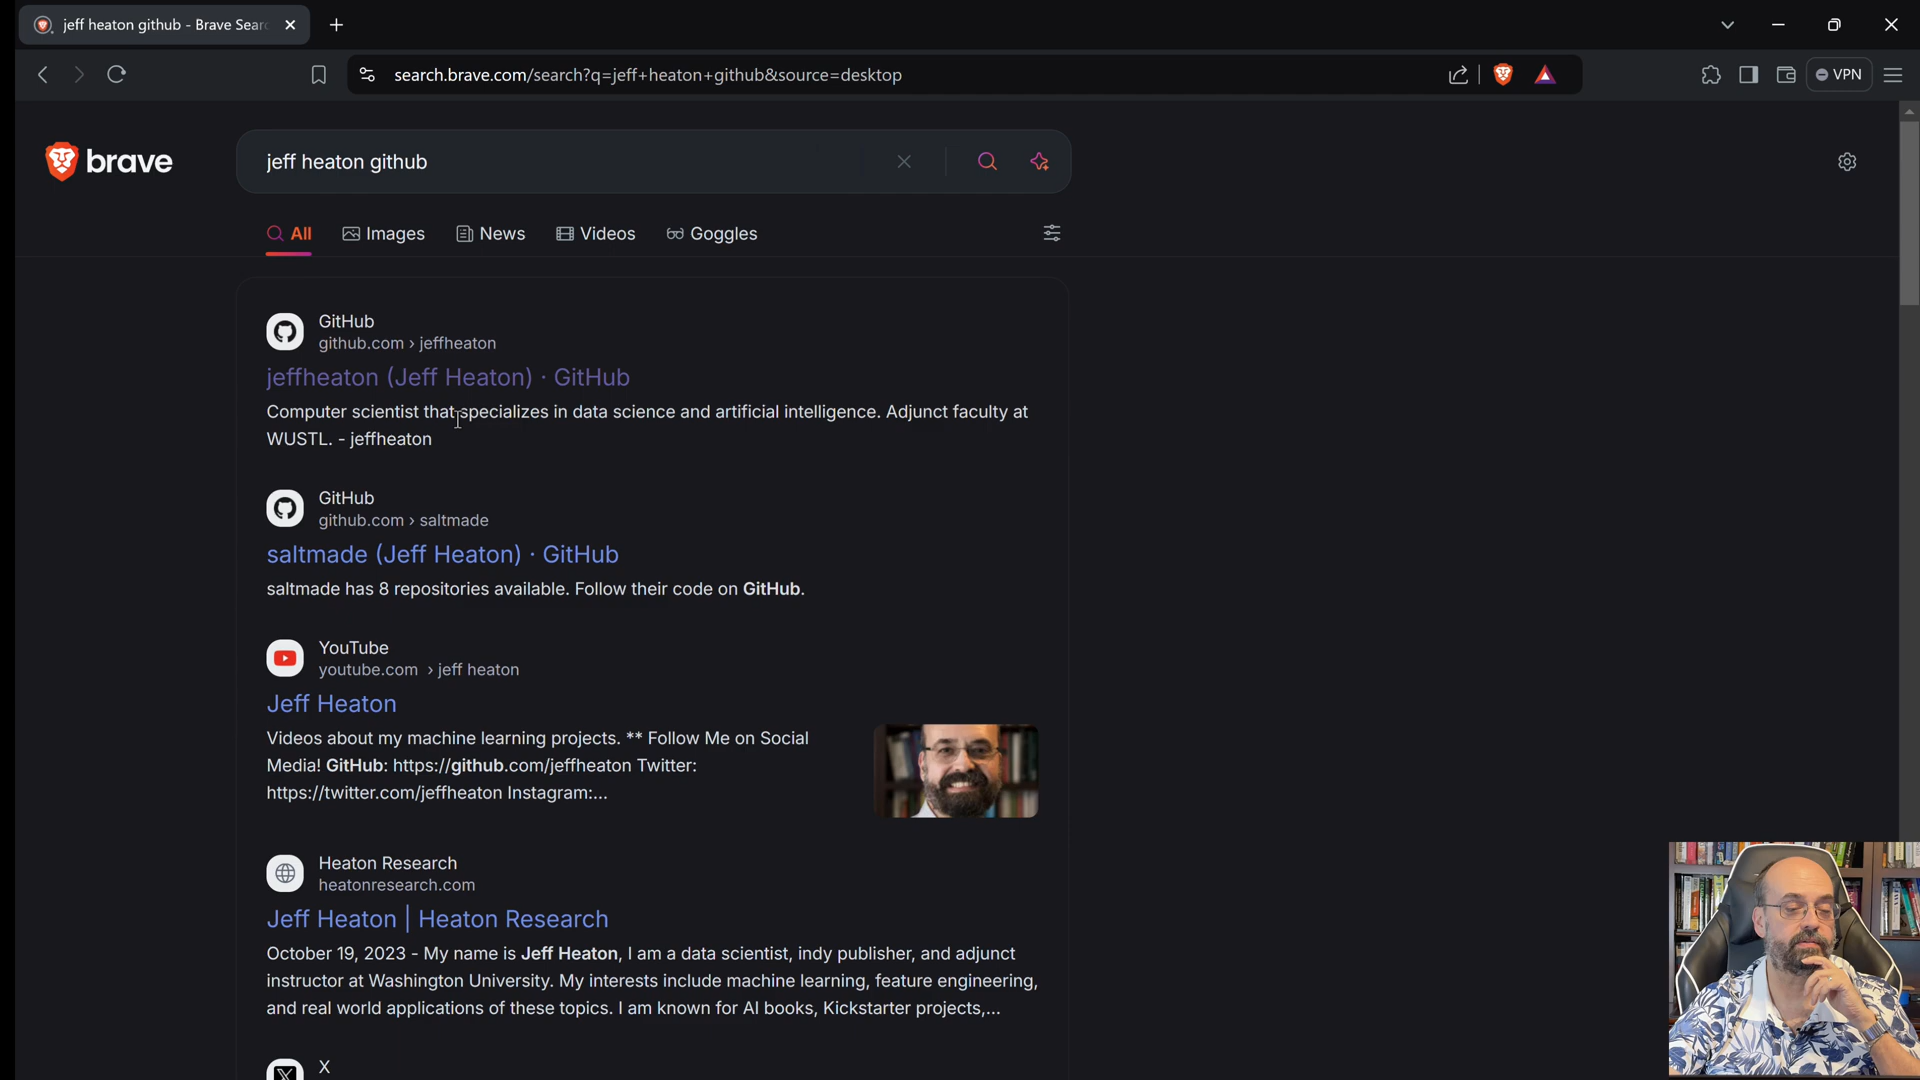 jeff heaton github - Brave Sear
VPN
search.brave.com/search?q=jeff+heaton+github&source=desktop
brave
jeff heaton github
All
Images
News
Videos
Goggles
GitHub
github.com › jeffheaton
jeffheaton (Jeff Heaton) · GitHub
Computer scientist that specializes in data science and artificial intelligence. Adjunct faculty at
WUSTL. - jeffheaton
GitHub
github.com › saltmade
saltmade (Jeff Heaton) · GitHub
saltmade has 8 repositories available. Follow their code on GitHub.
YouTube
youtube.com › jeff heaton
Jeff Heaton
Videos about my machine learning projects. ** Follow Me on Social
Media! GitHub: https://github.com/jeffheaton Twitter:
https://twitter.com/jeffheaton Instagram:...
Heaton Research
heatonresearch.com
Jeff Heaton | Heaton Research
October 19, 2023 - My name is Jeff Heaton, I am a data scientist, indy publisher, and adjunct
instructor at Washington University. My interests include machine learning, feature engineering,
and real world applications of these topics. I am known for AI books, Kickstarter projects,...
X